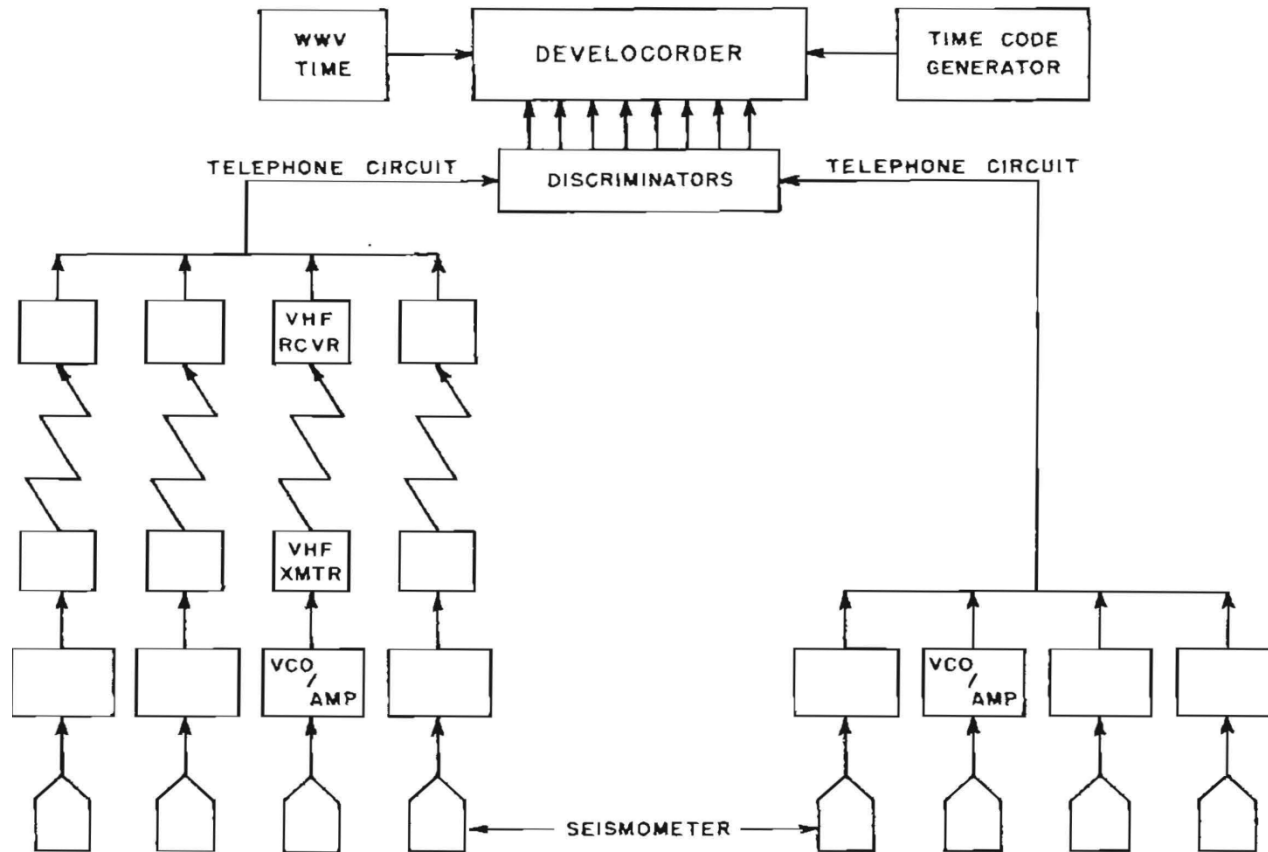 WWV
TIME
DEVELOCORDER
TIME CODE
GENERATOR
TELEPHONE CIRCUIT
DISCRIMINATORS
TELEPHONE CIRCUIT
VHF
RCVR
VHF
XMTR
VCO/
AMP
VCO/
AMP
SEISMOMETER